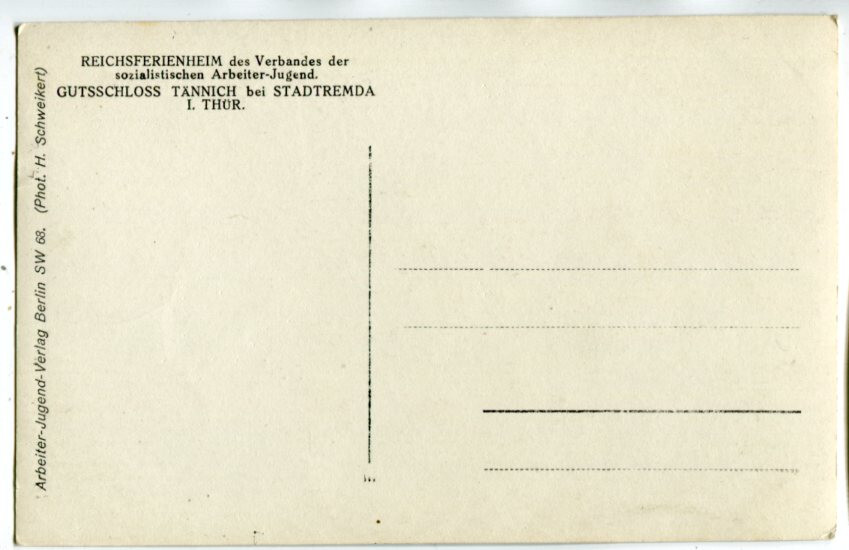 REICHSFERIENHEIM des Verbandes der
sozialistischen Arbeiter-Jugend.
GUTSSCHLOSS TÄNNICH bei STADTREMDA
I. THÜR.
Arbeiter-Jugend-Verlag Berlin SW 68. (Phot. H. Schweikert)